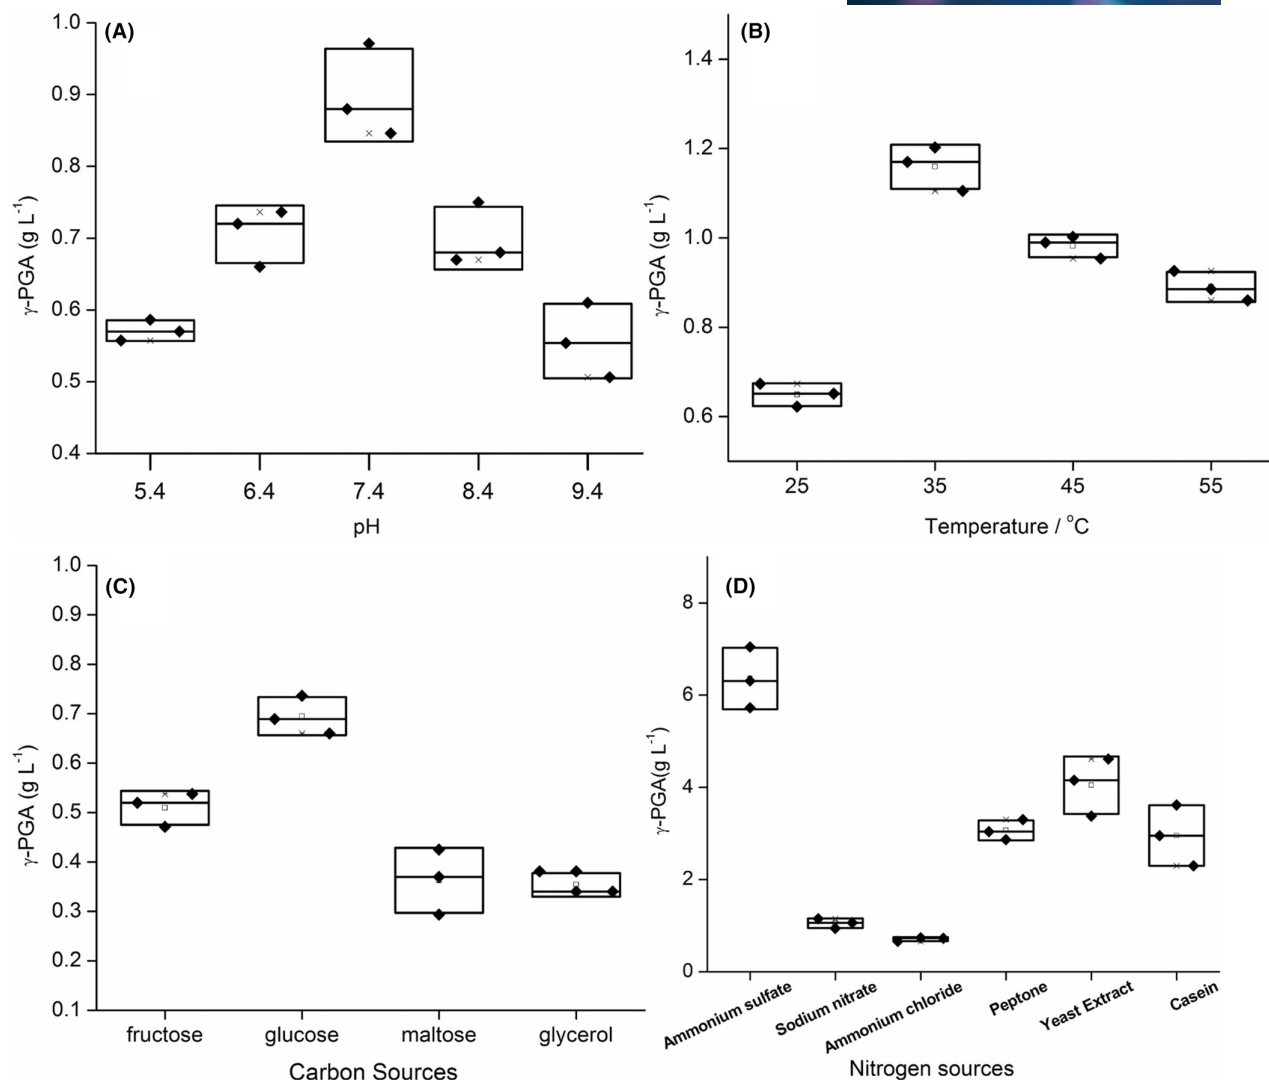 (A)
1.0
0.9
0.8
0.7
0.6
0.5
0.4
γ-PGA (g L-1)
5.4 6.4 7.4 8.4 9.4
pH
(B)
1.4
1.2
1.0
0.8
0.6
γ-PGA (g L-1)
25 35 45 55
Temperature / oC
(C)
1.0
0.9
0.8
0.7
0.6
0.5
0.4
0.3
0.2
0.1
γ-PGA (g L-1)
fructose glucose maltose glycerol
Carbon Sources
(D)
8
6
4
2
0
γ-PGA(g L-1)
Ammonium sulfate
Sodium nitrate
Ammonium chloride
Peptone
Yeast Extract
Casein
Nitrogen sources